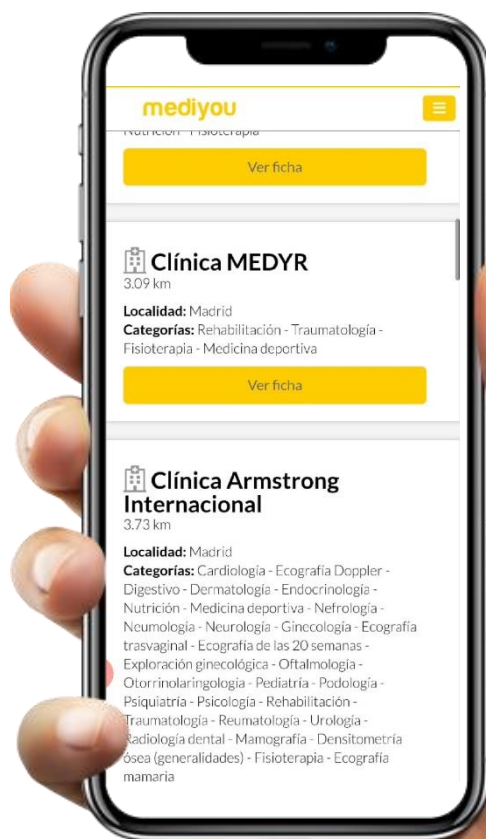 mediyou
Nutrición - Fisioterapia
Ver ficha
Clínica MEDYR
3.09 km
Localidad: Madrid
Categorías: Rehabilitación - Traumatología -
Fisioterapia - Medicina deportiva
Ver ficha
Clínica Armstrong
Internacional
3.73 km
Localidad: Madrid
Categorías: Cardiología - Ecografía Doppler -
Digestivo - Dermatología - Endocrinología -
Nutrición - Medicina deportiva - Nefrología -
Neumología - Neurología - Ginecología - Ecografía
trasvaginal - Ecografía de las 20 semanas -
Exploración ginecológica - Oftalmología -
Otorrinolaringología - Pediatría - Podología -
Psiquiatría - Psicología - Rehabilitación -
Traumatología - Reumatología - Urología -
Radiología dental - Mamografía - Densitometría
ósea (generalidades) - Fisioterapia - Ecografía
mamaria